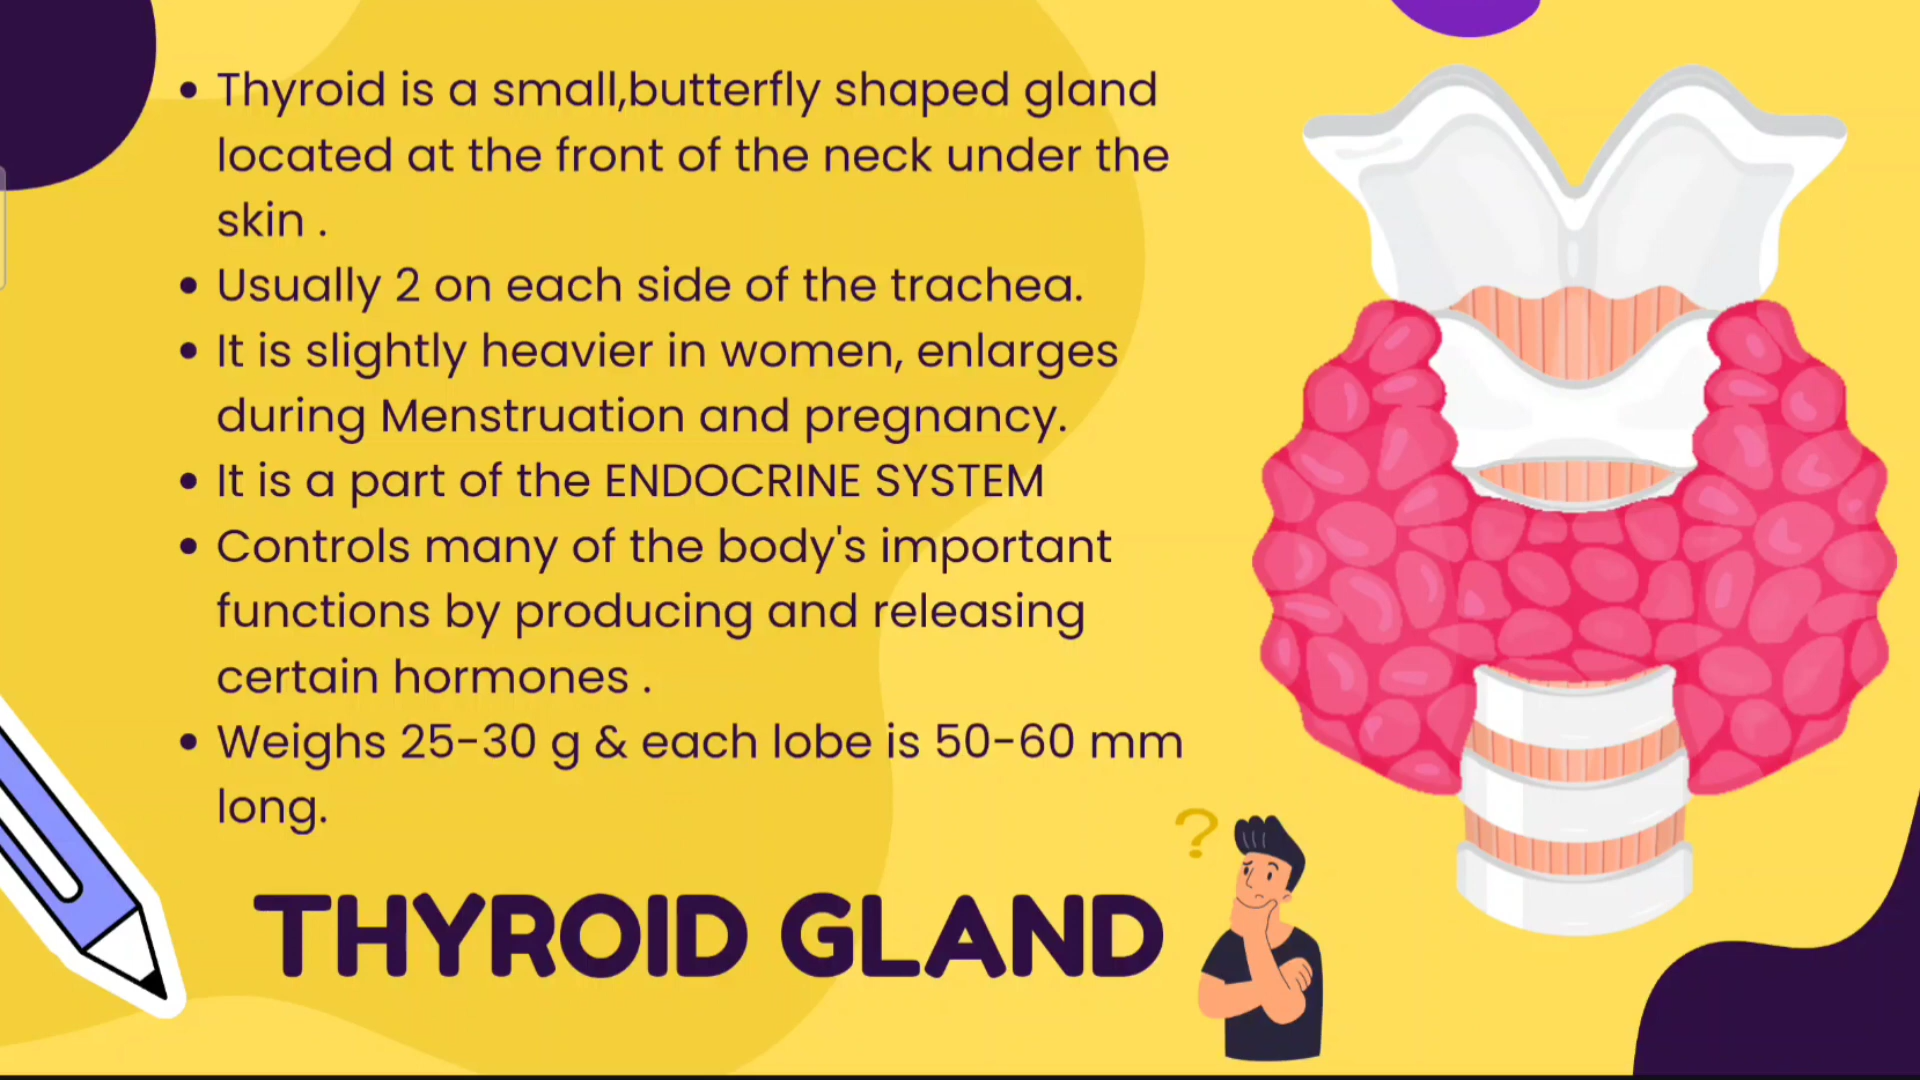 • Thyroid is a small,butterfly shaped gland
located at the front of the neck under the
skin .
• Usually 2 on each side of the trachea.
• It is slightly heavier in women, enlarges
during Menstruation and pregnancy.
• It is a part of the ENDOCRINE SYSTEM
• Controls many of the body's important
functions by producing and releasing
certain hormones .
• Weighs 25-30 g & each lobe is 50-60 mm
long.
?
THYROID GLAND